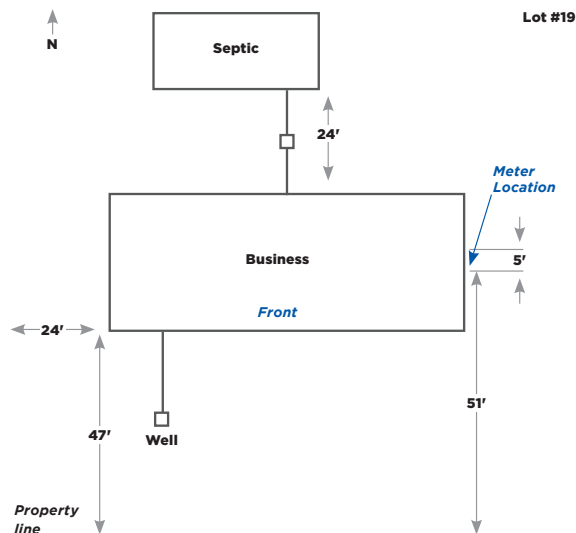 Lot #19
N
Septic
24'
Meter
Location
Business
5'
Front
24'
51'
47'
Well
Property
line